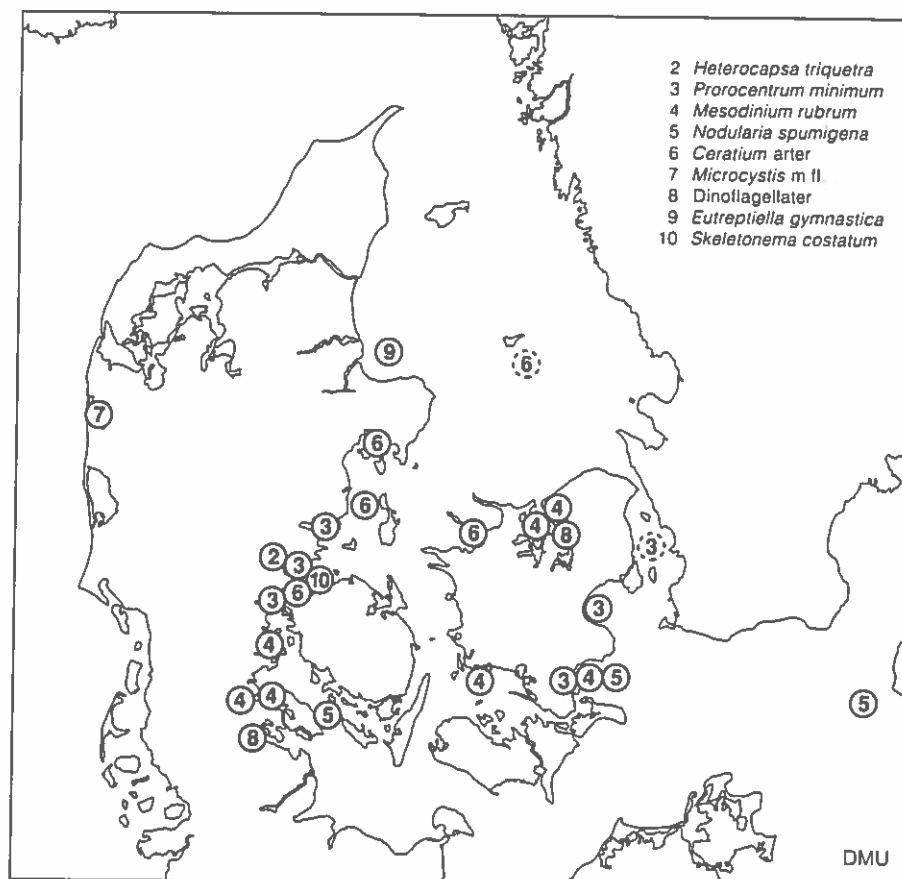 2 Heterocapsa triquetra
3 Prorocentrum minimum
4 Mesodinium rubrum
5 Nodularia spumigena
6 Ceratium arter
7 Microcystis m fl.
8 Dinoflagellater
9 Eutreptiella gymnastica
10 Skeletonema costatum
9
6
7
6
6
4
3
6
4
8
3
2
3
10
6
3
3
4
4
3
4
5
4
4
5
5
8
DMU